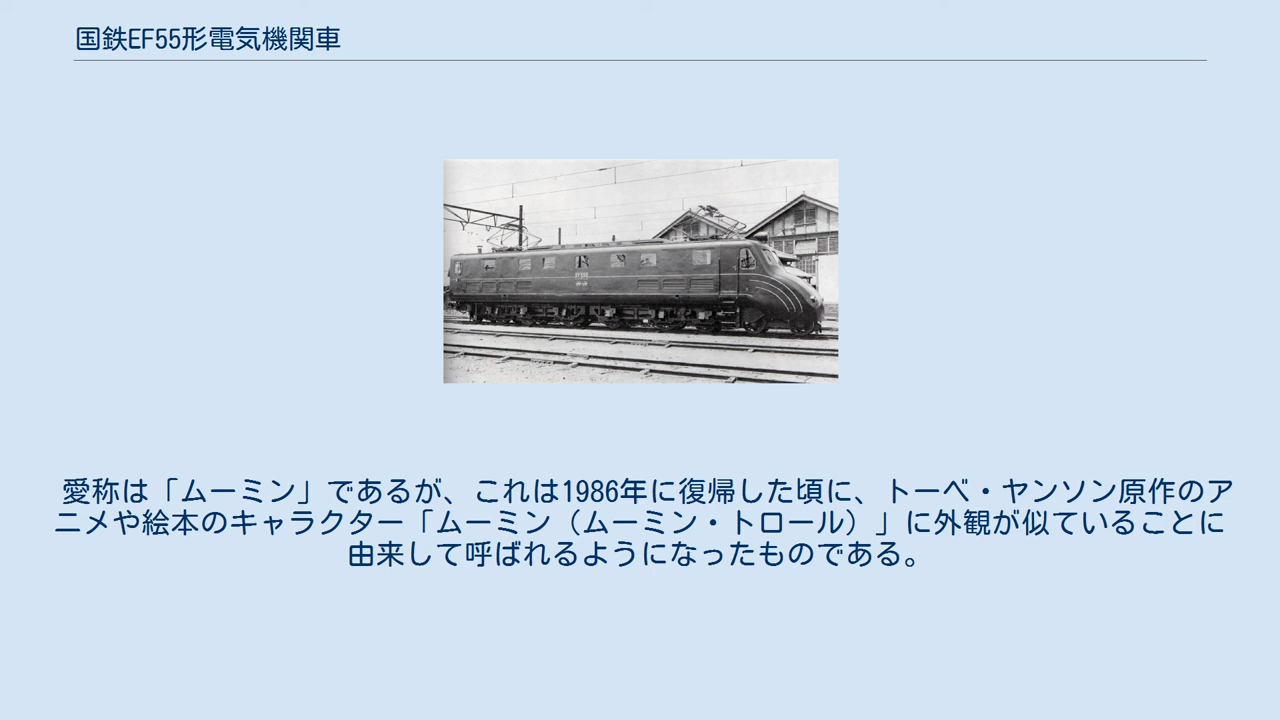 国鉄EF55形電気機関車
愛称は「ムーミン」であるが、これは1986年に復帰した頃に、トーベ・ヤンソン原作のア
ニメや絵本のキャラクター「ムーミン（ムーミン・トロール）」に外観が似ていることに
由来して呼ばれるようになったものである。